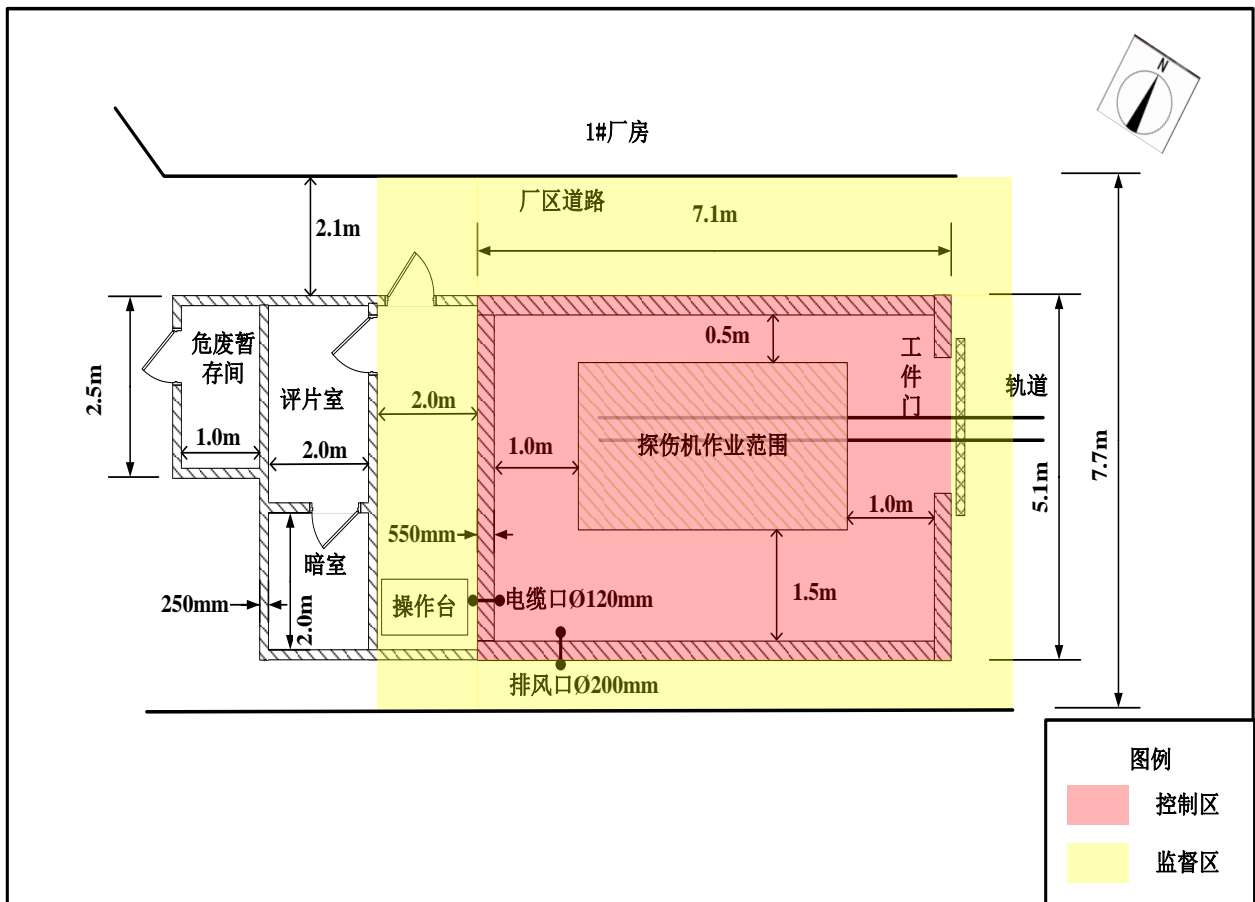 N
1#厂房
厂区道路
2.1m
7.1m
危废暂
存间
2.5m
1.0m
评片室
2.0m
2.0m
0.5m
工
件
门
轨道
探伤机作业范围
1.0m
1.0m
5.1m
7.7m
550mm
暗室
250mm
2.0m
操作台
电缆口Ø120mm
1.5m
排风口Ø200mm
图例
控制区
监督区